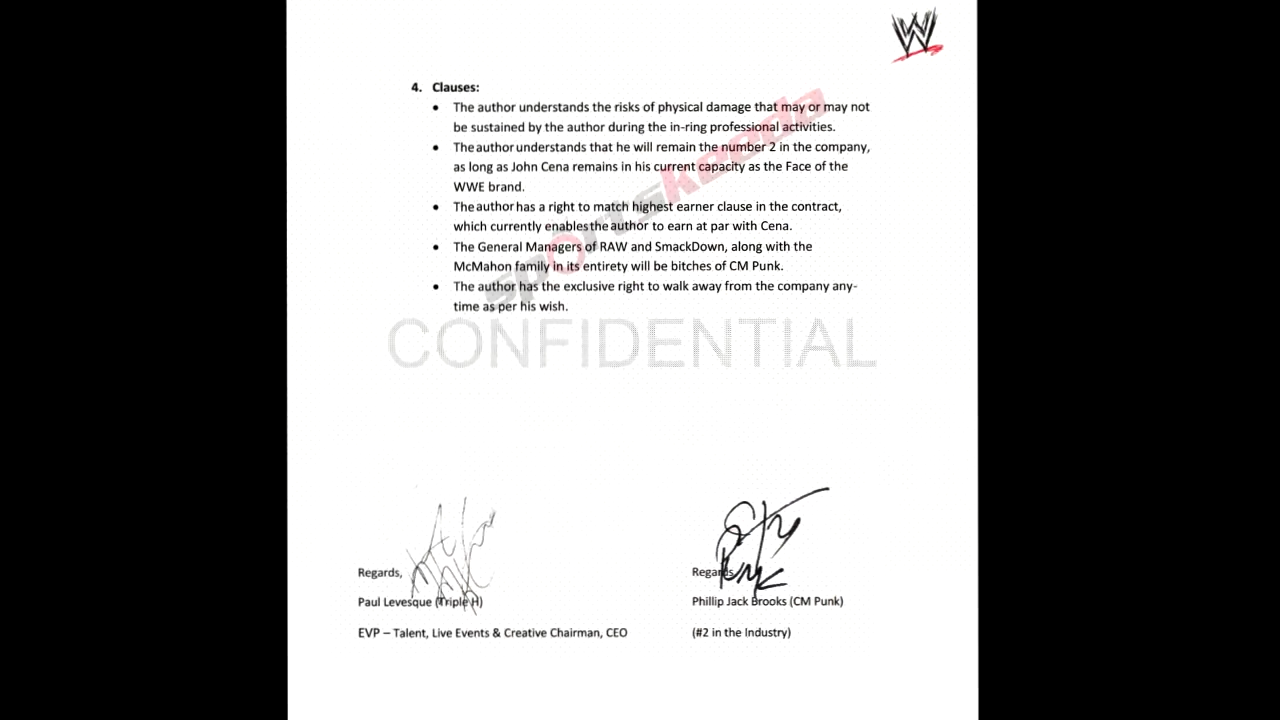 W
4. Clauses:
• The author understands the risks of physical damage that may or may not
be sustained by the author during the in-ring professional activities.
• The author understands that he will remain the number 2 in the company,
as long as John Cena remains in his current capacity as the Face of the
WWE brand.
• The author has a right to match highest earner clause in the contract,
which currently enables the author to earn at par with Cena.
• The General Managers of RAW and SmackDown, along with the
McMahon family in its entirety will be bitches of CM Punk.
• The author has the exclusive right to walk away from the company any-
time as per his wish.
sportskeeda
CONFIDENTIAL
Regards,
Paul Levesque (Triple H)
EVP – Talent, Live Events & Creative Chairman, CEO
Regards,
Phillip Jack Brooks (CM Punk)
(#2 in the Industry)